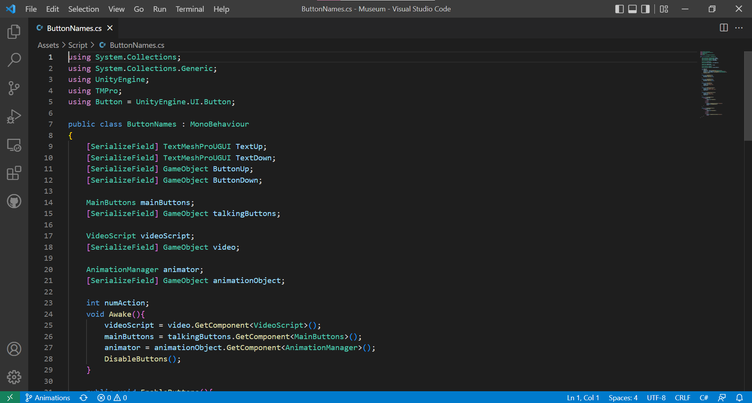 File Edit Selection View Go Run Terminal Help ButtonNames.cs - Museum - Visual Studio Code
ButtonNames.cs
Assets > Script > ButtonNames.cs
1 using System.Collections;
2 using System.Collections.Generic;
3 using UnityEngine;
4 using TMPro;
5 using Button = UnityEngine.UI.Button;
6
7 public class ButtonNames : MonoBehaviour
8 {
9 [SerializeField] TextMeshProUGUI TextUp;
10 [SerializeField] TextMeshProUGUI TextDown;
11 [SerializeField] GameObject ButtonUp;
12 [SerializeField] GameObject ButtonDown;
13
14 MainButtons mainButtons;
15 [SerializeField] GameObject talkingButtons;
16
17 VideoScript videoScript;
18 [SerializeField] GameObject video;
19
20 AnimationManager animator;
21 [SerializeField] GameObject animationObject;
22
23 int numAction;
24 void Awake(){
25 videoScript = video.GetComponent<VideoScript>();
26 mainButtons = talkingButtons.GetComponent<MainButtons>();
27 animator = animationObject.GetComponent<AnimationManager>();
28 DisableButtons();
29 }
30
Animations 0 0 Ln 1, Col 1 Spaces: 4 UTF-8 CRLF C#